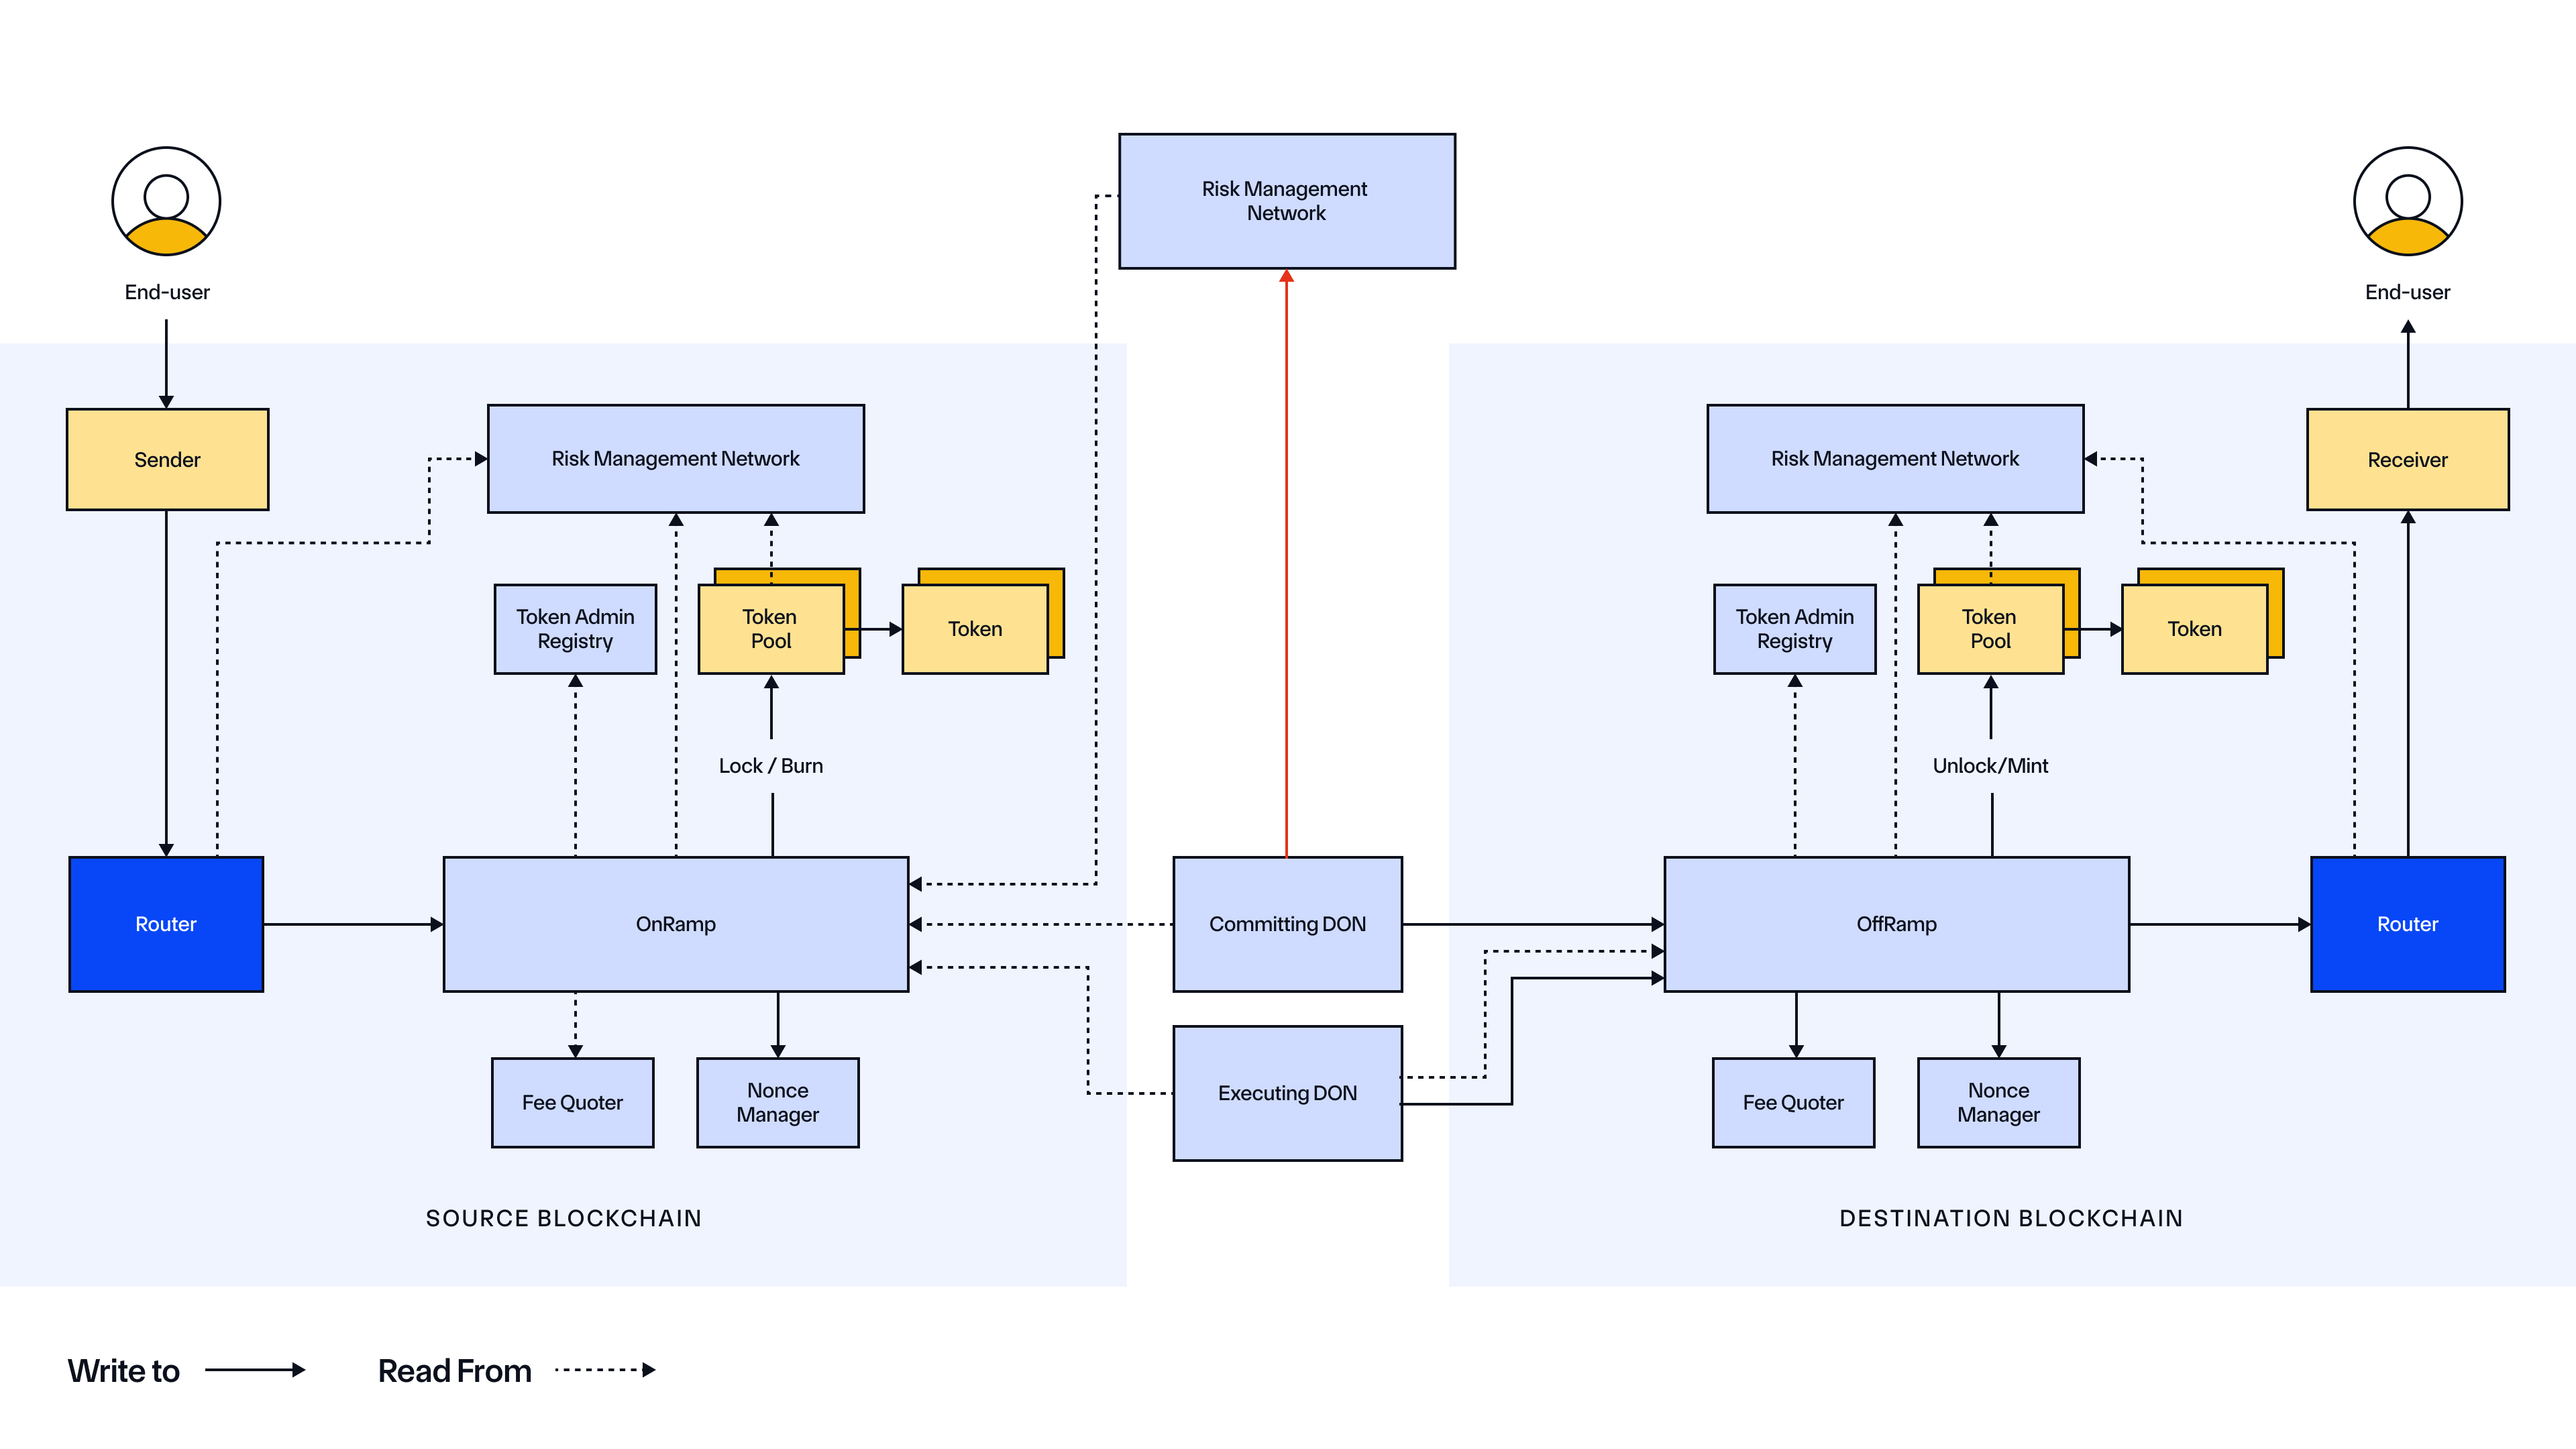 Risk Management
Network
End-user
End-user
Sender
Risk Management Network
Risk Management Network
Receiver
Token Admin
Registry
Token
Pool
Token
Token Admin
Registry
Token
Pool
Token
Lock / Burn
Unlock/Mint
Router
OnRamp
Committing DON
OffRamp
Router
Executing DON
Fee Quoter
Nonce
Manager
Fee Quoter
Nonce
Manager
SOURCE BLOCKCHAIN
DESTINATION BLOCKCHAIN
Write to
Read From